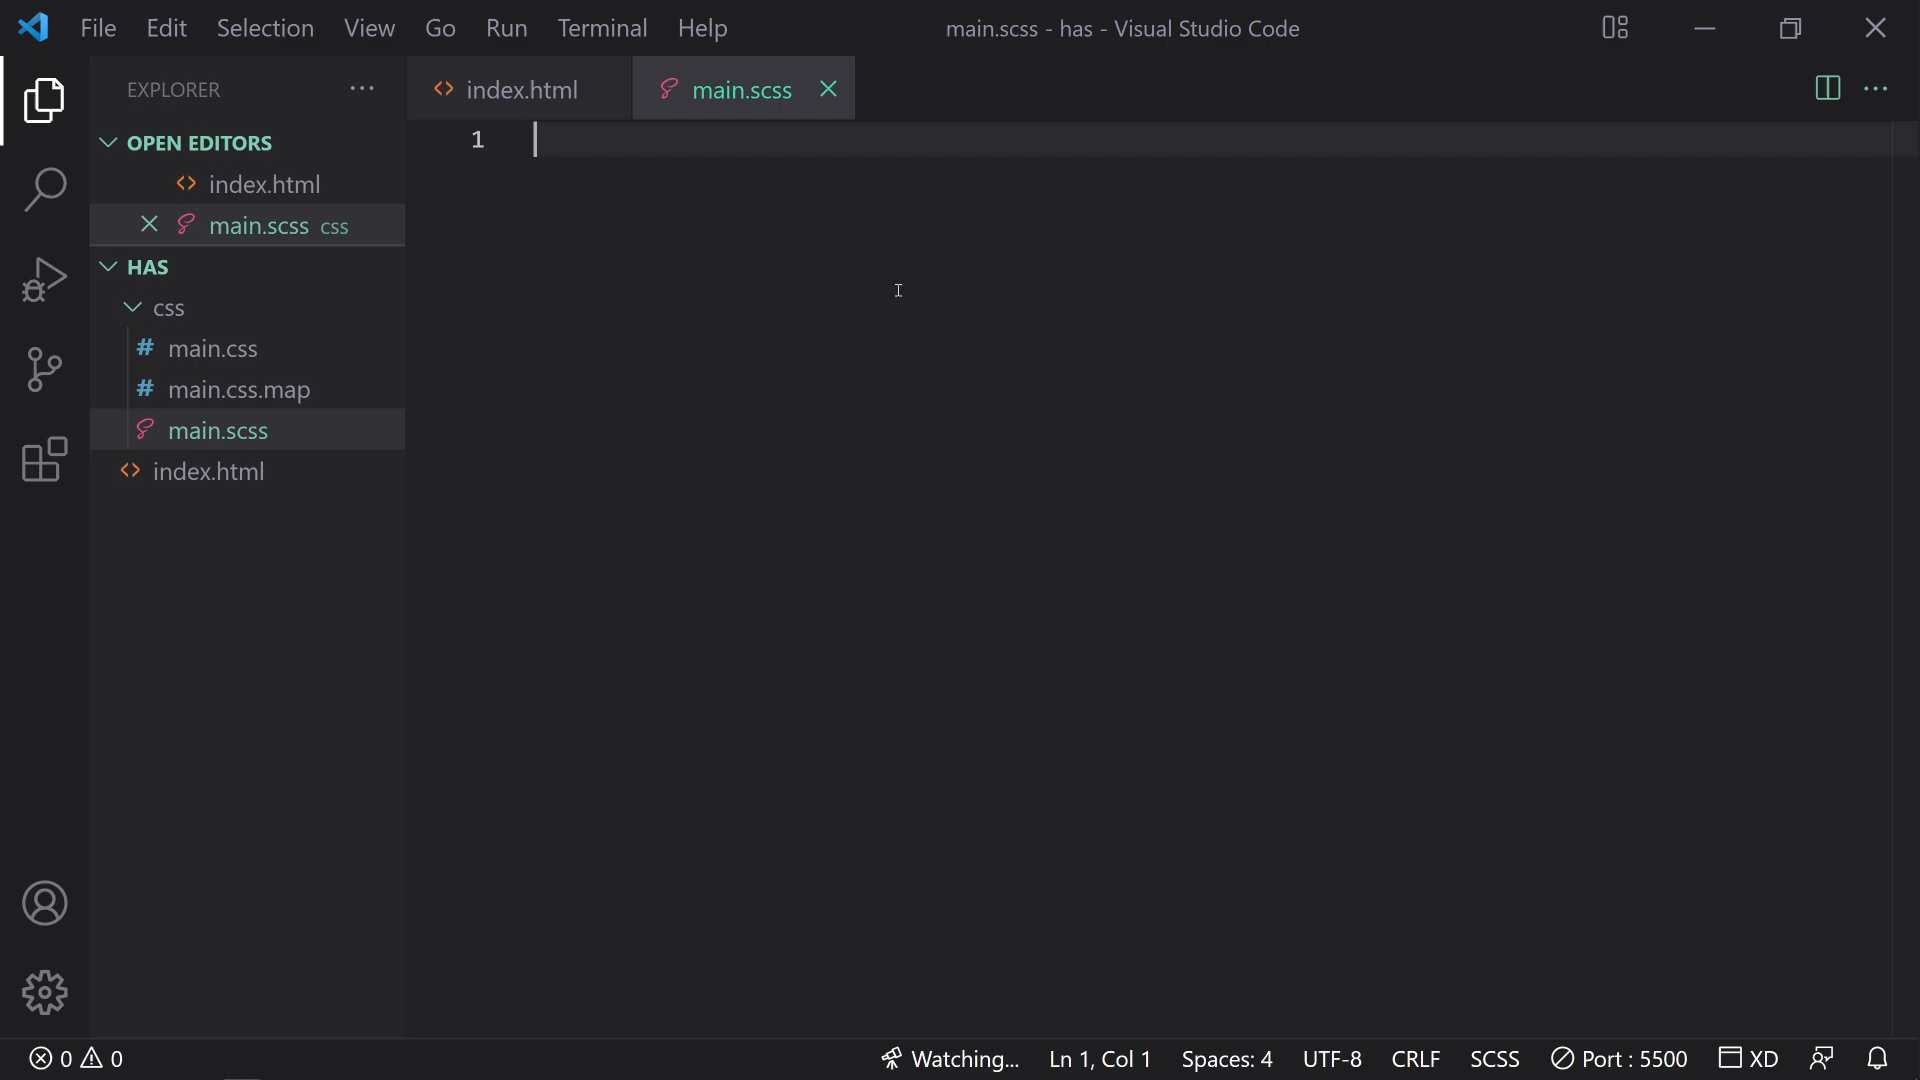 File Edit Selection View Go Run Terminal Help main.scss - has - Visual Studio Code
EXPLORER
index.html
main.scss
OPEN EDITORS
index.html
main.scss css
HAS
css
# main.css
# main.css.map
main.scss
index.html
1
0 0 Watching... Ln 1, Col 1 Spaces: 4 UTF-8 CRLF SCSS Port : 5500 XD